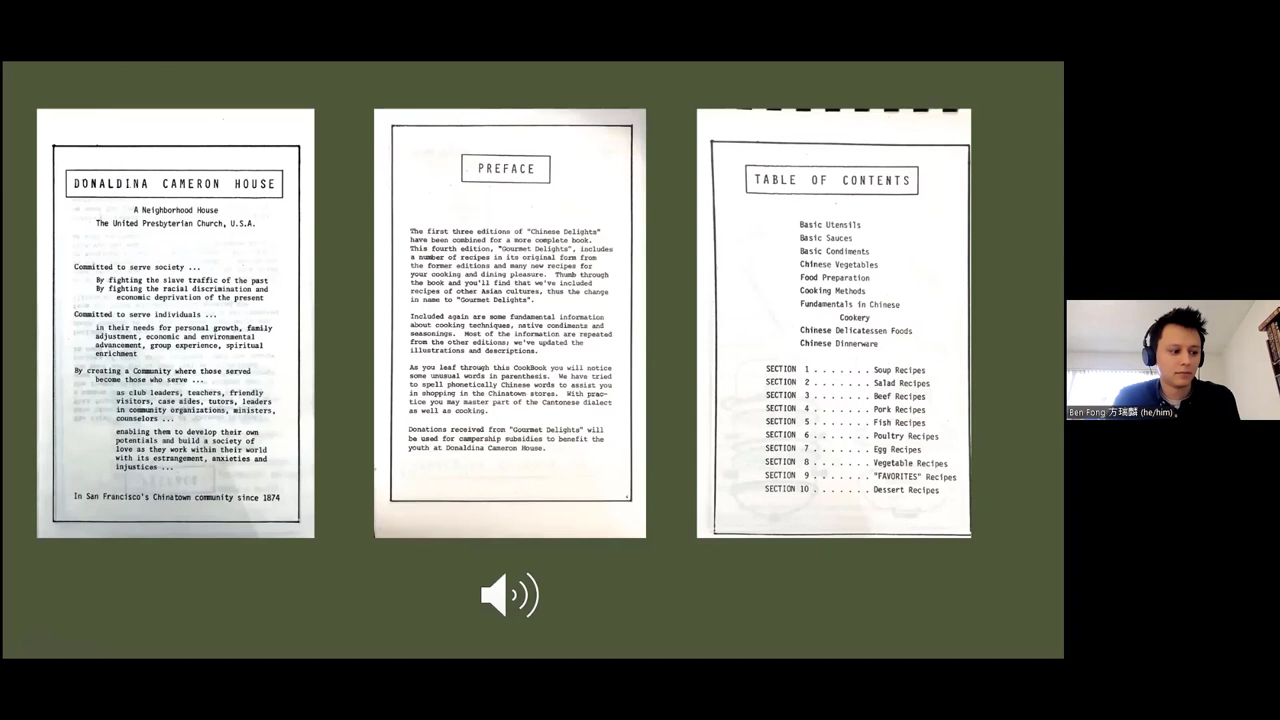 DONALDINA CAMERON HOUSE
A Neighborhood House
The United Presbyterian Church, U.S.A.
Committed to serve society ...
By fighting the slave traffic of the past
By fighting the racial discrimination and
economic deprivation of the present
Committed to serve individuals ...
in their needs for personal growth, family
adjustment, economic and environmental
advancement, group experience, spiritual
enrichment
By creating a Community where those served
become those who serve ...
as club leaders, teachers, friendly
visitors, case aides, tutors, leaders
in community organizations, ministers,
counselors ...
enabling them to develop their own
potentials and build a society of
love as they work within their world
with its estrangement, anxieties and
injustices ...
In San Francisco's Chinatown community since 1874
PREFACE
The first three editions of "Chinese Delights"
have been combined for a more complete book.
This fourth edition, "Gourmet Delights", includes
a number of recipes in its original form from
the former editions and many new recipes for
your cooking and dining pleasure. Thumb through
the book and you'll find that we've included
recipes of other Asian cultures, thus the change
in name to "Gourmet Delights".
Included again are some fundamental information
about cooking techniques, native condiments and
seasonings. Most of the information are repeated
from the other editions; we've updated the
illustrations and descriptions.
As you leaf through this CookBook you will notice
some unusual words in parenthesis. We have tried
to spell phonetically Chinese words to assist you
in shopping in the Chinatown stores. With prac-
tice you may master part of the Cantonese dialect
as well as cooking.
Donations received from "Gourmet Delights" will
be used for campership subsidies to benefit the
youth at Donaldina Cameron House.
TABLE OF CONTENTS
Basic Utensils
Basic Sauces
Basic Condiments
Chinese Vegetables
Food Preparation
Cooking Methods
Fundamentals in Chinese
Cookery
Chinese Delicatessen Foods
Chinese Dinnerware
SECTION 1 . . . . . . . Soup Recipes
SECTION 2 . . . . . . . Salad Recipes
SECTION 3 . . . . . . . Beef Recipes
SECTION 4 . . . . . . . Pork Recipes
SECTION 5 . . . . . . . Fish Recipes
SECTION 6 . . . . . . . Poultry Recipes
SECTION 7 . . . . . . . Egg Recipes
SECTION 8 . . . . . . . Vegetable Recipes
SECTION 9 . . . . . . . "FAVORITES" Recipes
SECTION 10 . . . . . . . Dessert Recipes
Ben Fong 方瑞麟 (he/him)